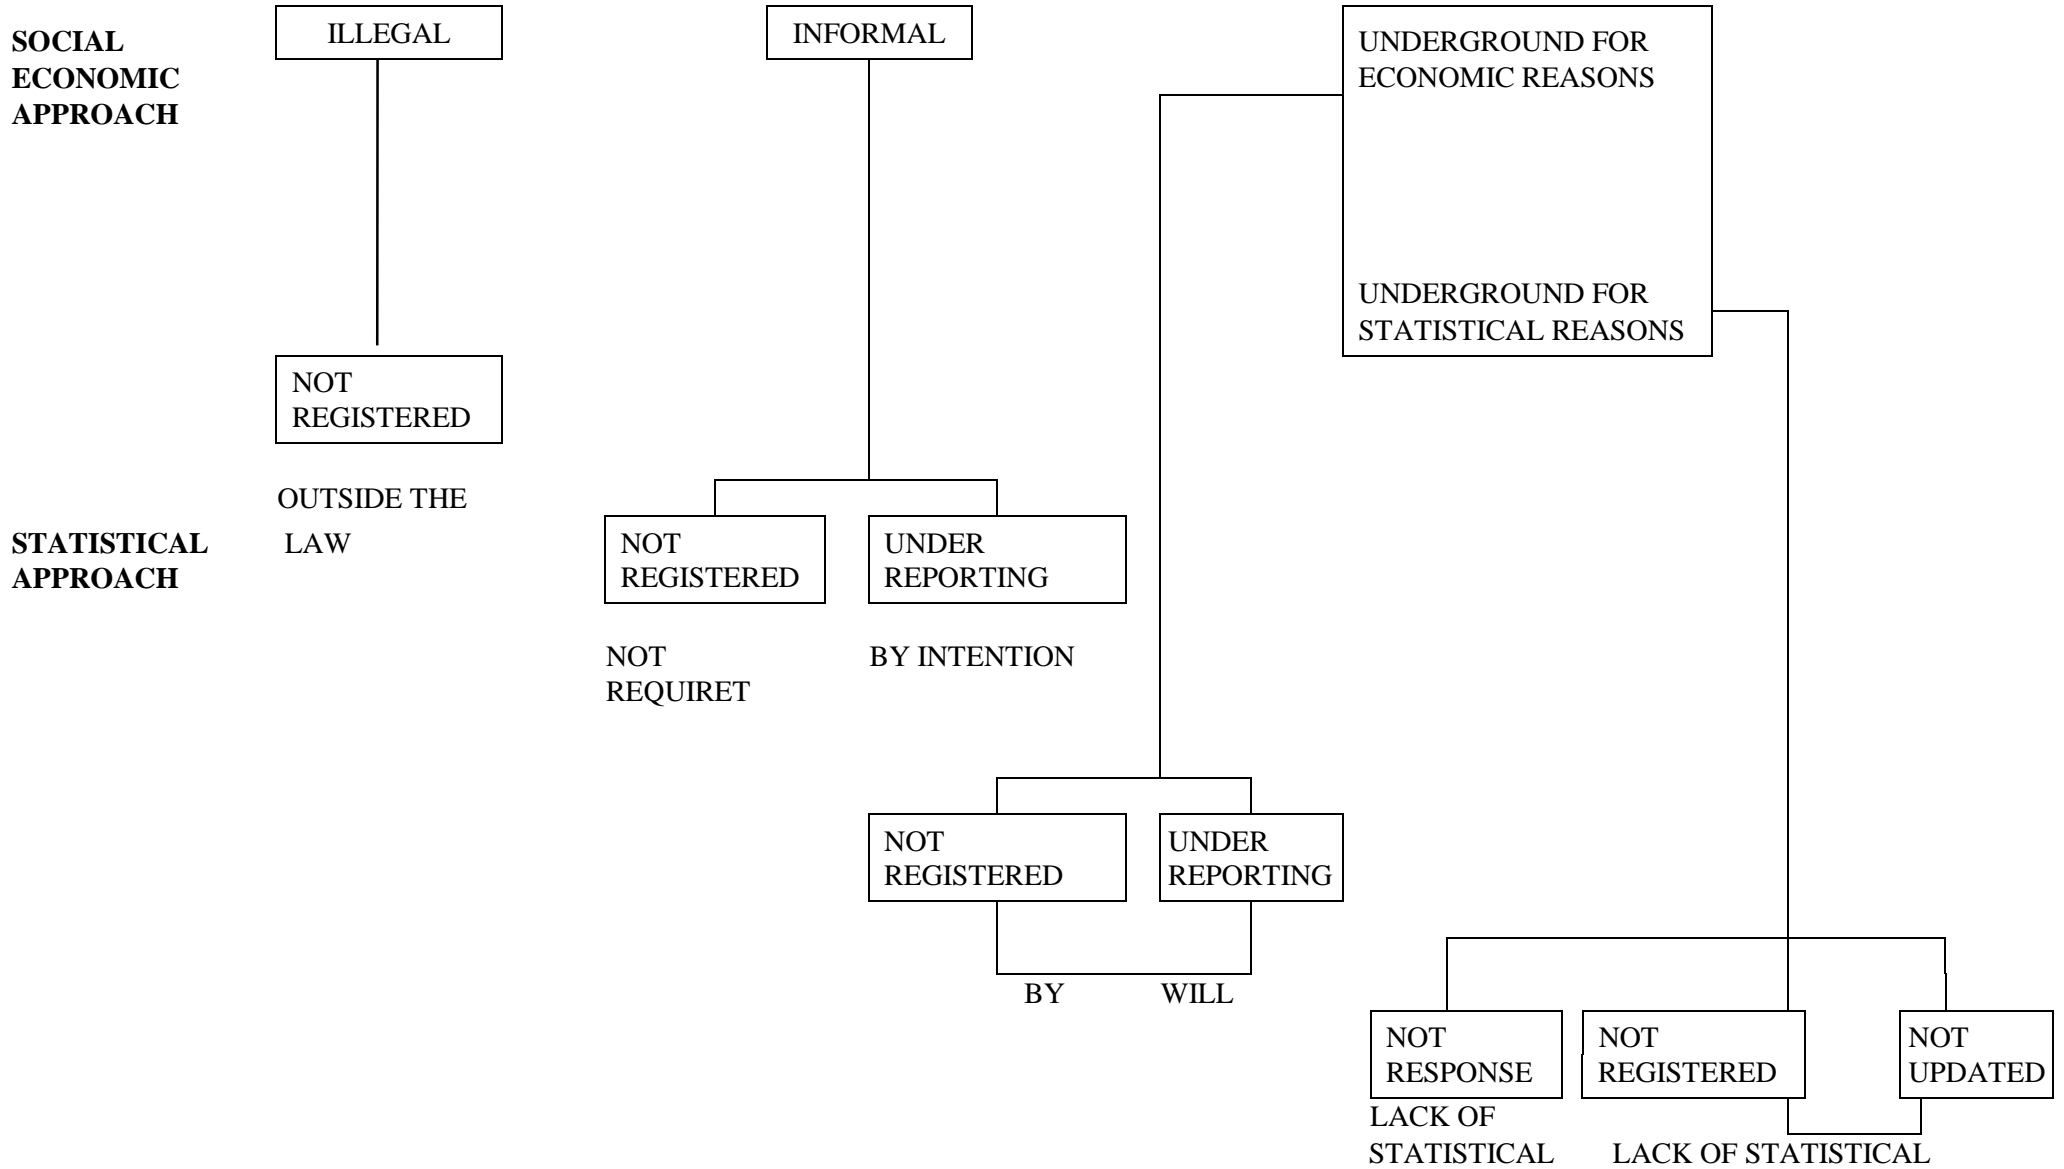 SOCIAL
ECONOMIC
APPROACH
ILLEGAL
INFORMAL
UNDERGROUND FOR
ECONOMIC REASONS
UNDERGROUND FOR
STATISTICAL REASONS
NOT
REGISTERED
OUTSIDE THE
LAW
STATISTICAL
APPROACH
NOT
REGISTERED
UNDER
REPORTING
NOT
REQUIRET
BY INTENTION
NOT
REGISTERED
UNDER
REPORTING
BY WILL
NOT
RESPONSE
NOT
REGISTERED
NOT
UPDATED
LACK OF
STATISTICAL
LACK OF STATISTICAL